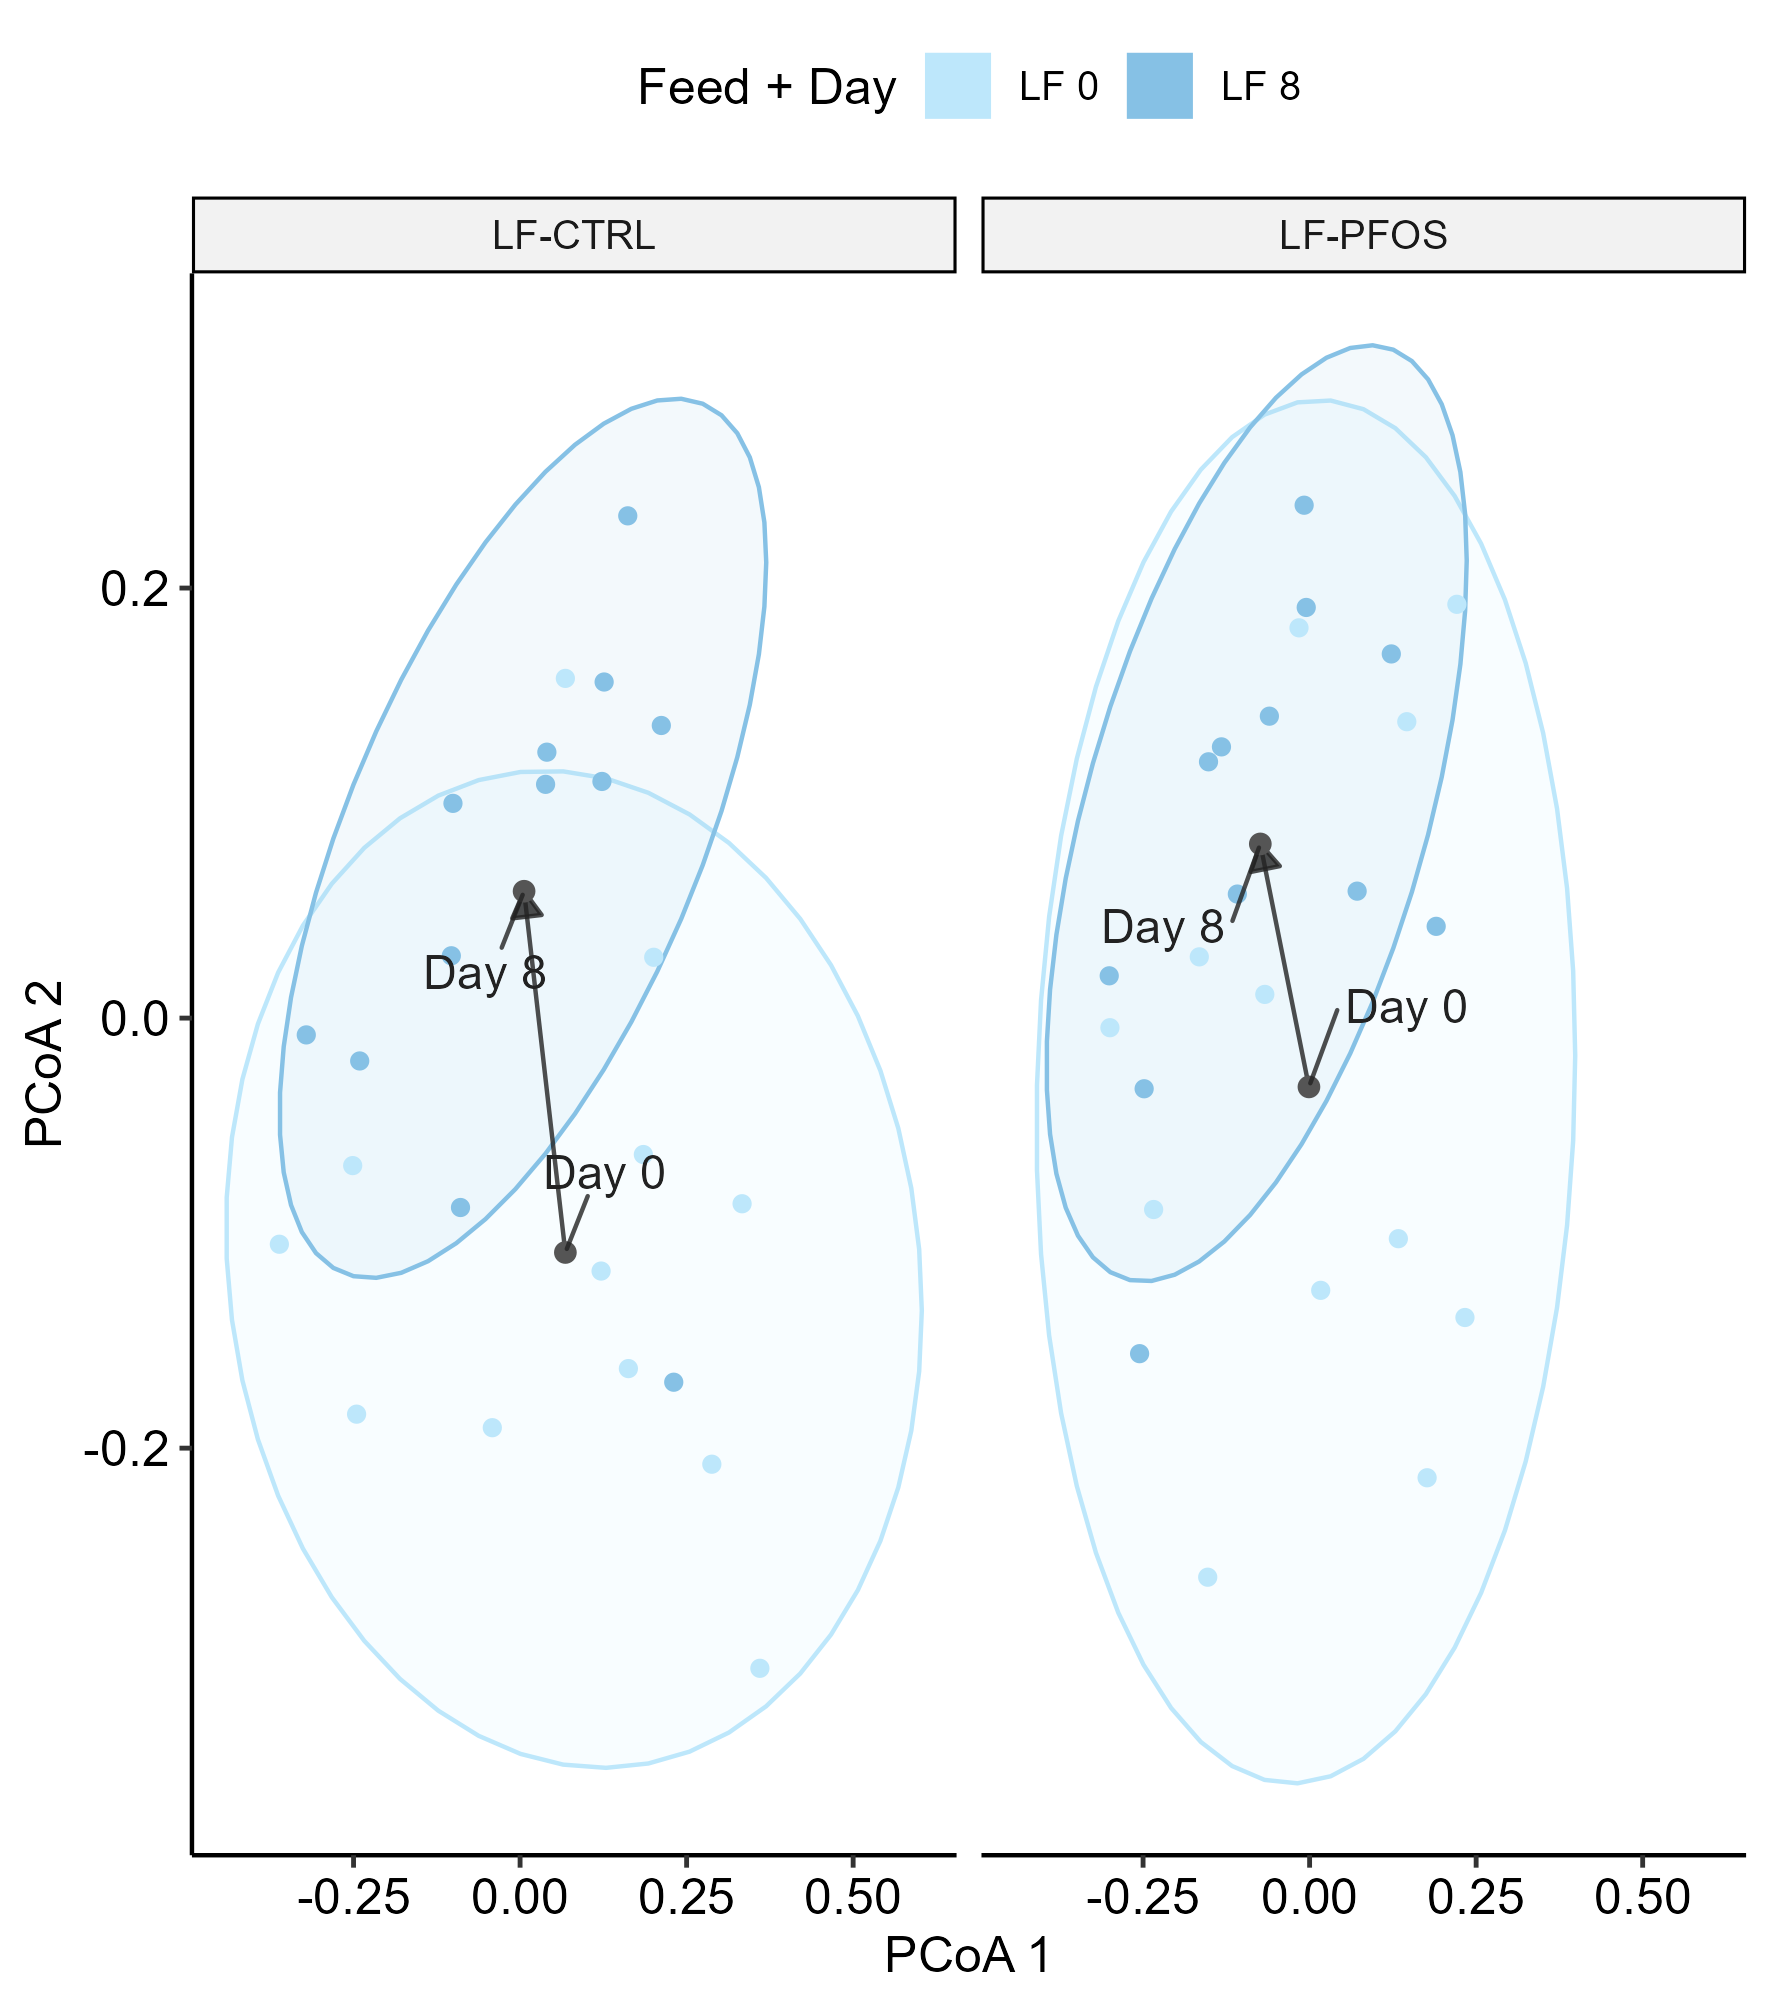 Feed + Day LF 0 LF 8
LF-CTRL LF-PFOS
0.2
0.0
-0.2
PCoA 2
Day 8
Day 0
Day 8
Day 0
-0.25 0.00 0.25 0.50 -0.25 0.00 0.25 0.50
PCoA 1